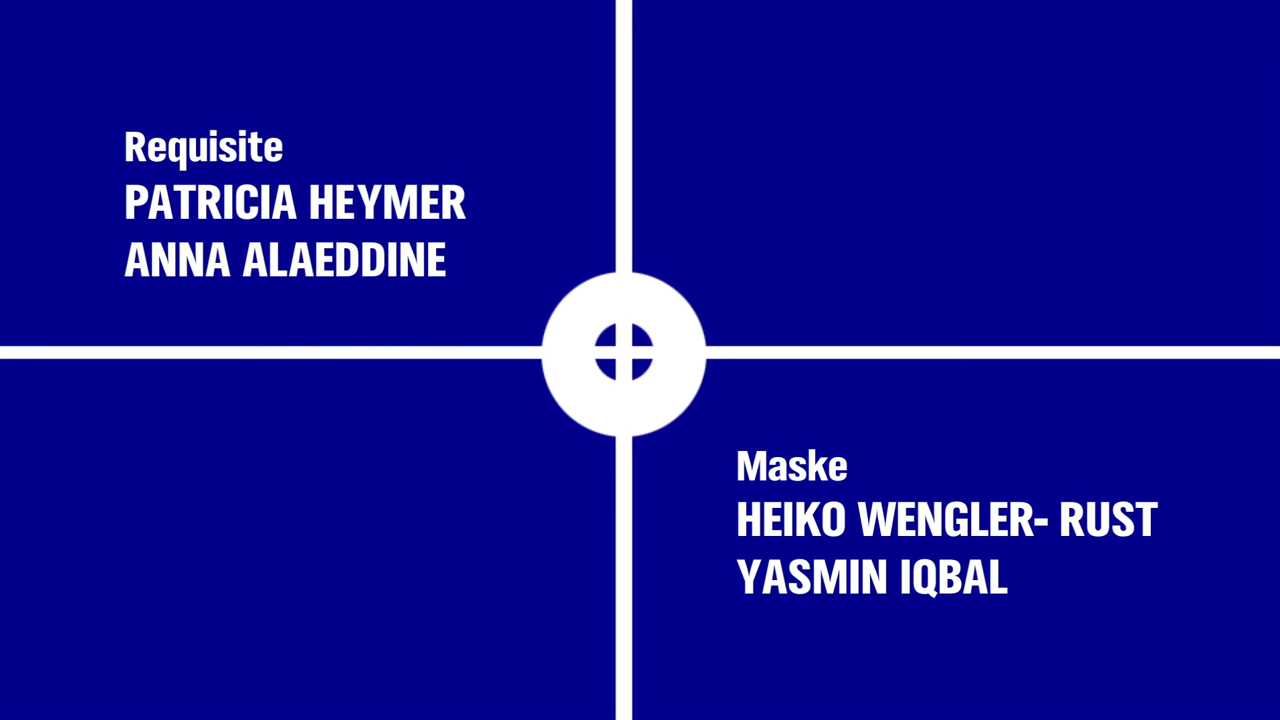 Requisite
PATRICIA HEYMER
ANNA ALAEDDINE
Maske
HEIKO WENGLER- RUST
YASMIN IQBAL